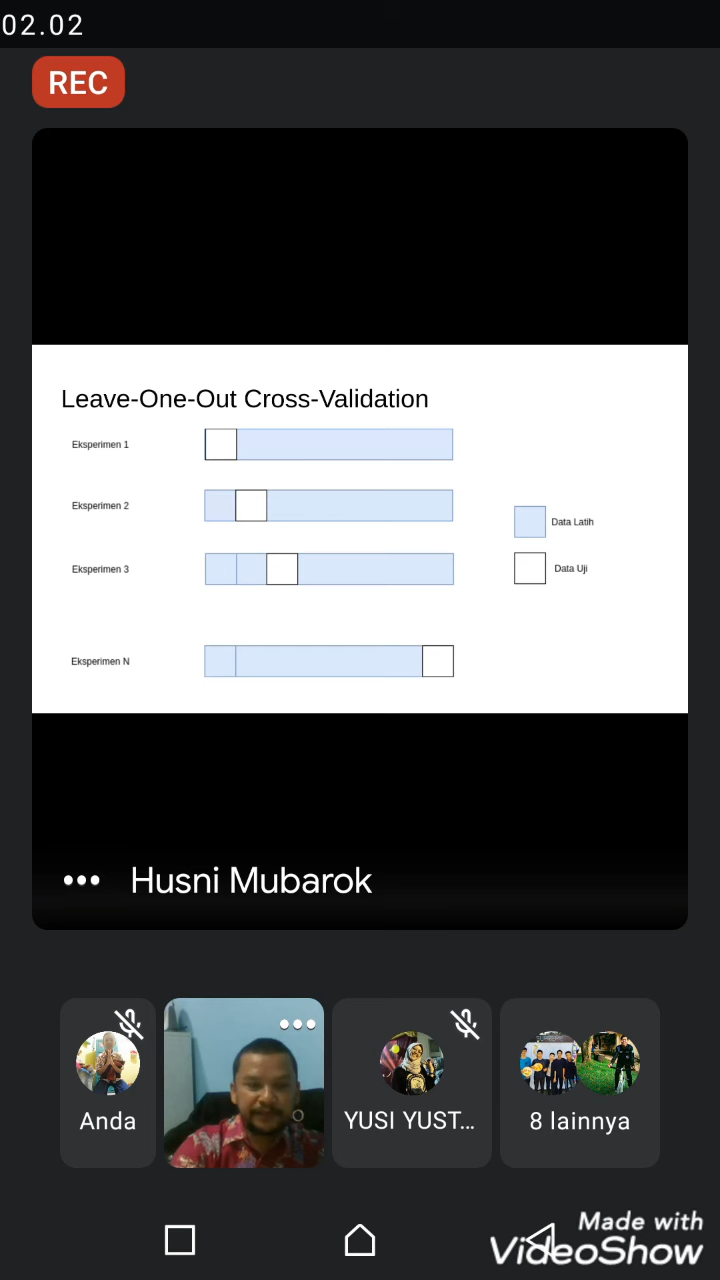 02.02
REC
Leave-One-Out Cross-Validation
Eksperimen 1
Eksperimen 2
Data Latih
Eksperimen 3
Data Uji
Eksperimen N
Husni Mubarok
Anda
YUSI YUST...
8 lainnya
Made with
VideoShow